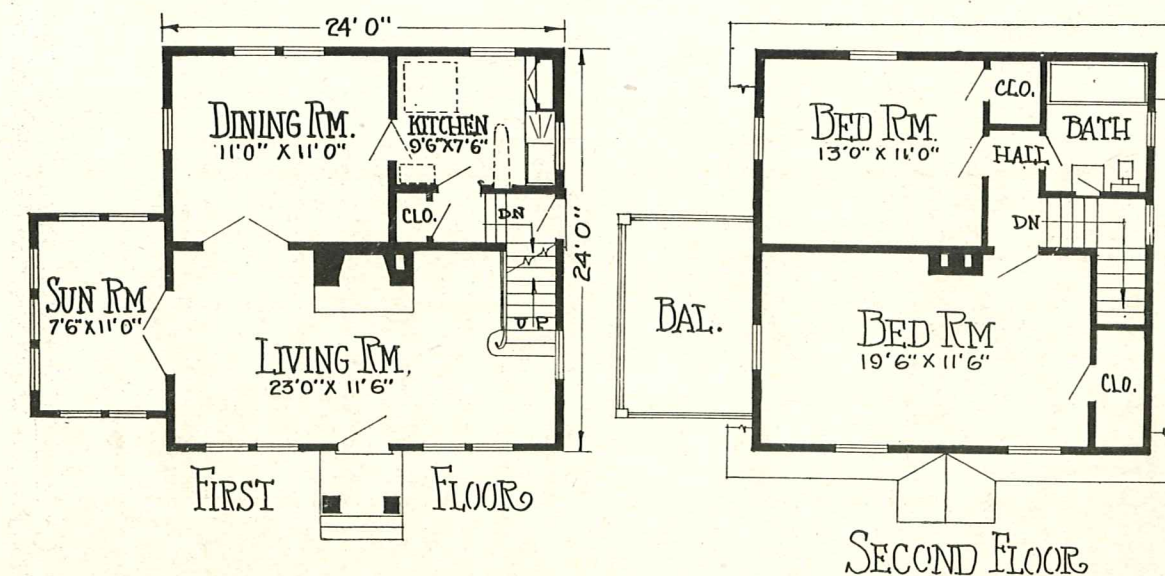 24'0"
DINING RM.
11'0" X 11'0"
KITCHEN
9'6"X7'6"
CLO.
DN
24'0"
SUN RM
7'6"X11'0"
UP
LIVING RM,
23'0"X 11'6"
FIRST FLOOR
BED RM.
13'0" X 11'0"
CLO.
BATH
HALL
DN
BAL.
BED RM
19'6" X 11'6"
CLO.
SECOND FLOOR